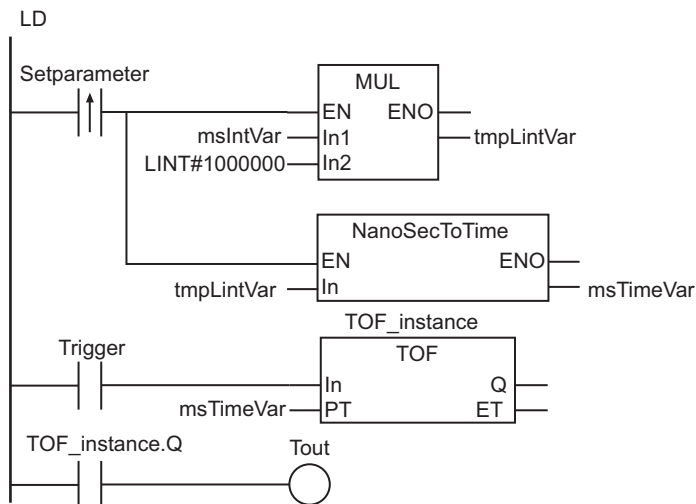 LD
Setparameter
MUL
EN ENO
msIntVar In1 tmpLintVar
LINT#1000000 In2
NanoSecToTime
EN ENO
tmpLintVar In msTimeVar
TOF_instance
Trigger TOF
In Q
msTimeVar PT ET
TOF_instance.Q Tout